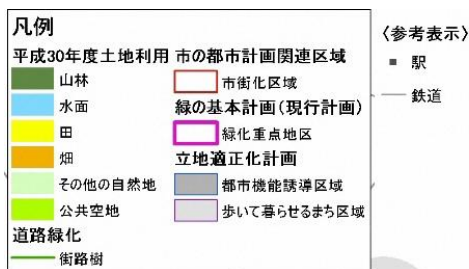 凡例
平成30年度土地利用
山林
水面
田
畑
その他の自然地
公共空地
道路緑化
街路樹
市の都市計画関連区域
市街化区域
緑の基本計画(現行計画)
緑化重点地区
立地適正化計画
都市機能誘導区域
歩いて暮らせるまち区域
〈参考表示〉
駅
鉄道